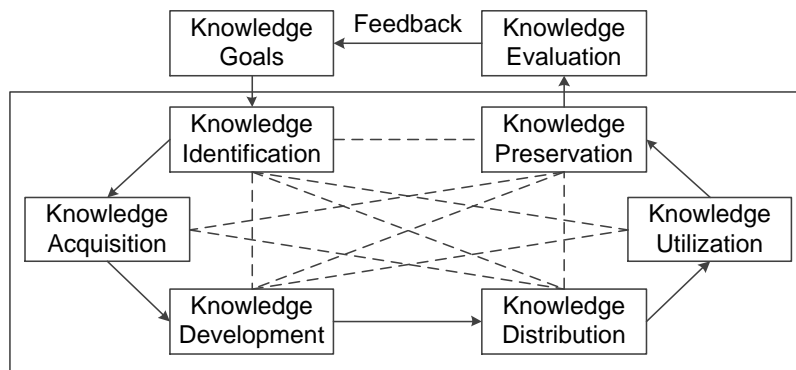 Knowledge
Goals
Feedback
Knowledge
Evaluation
Knowledge
Identification
Knowledge
Preservation
Knowledge
Acquisition
Knowledge
Utilization
Knowledge
Development
Knowledge
Distribution